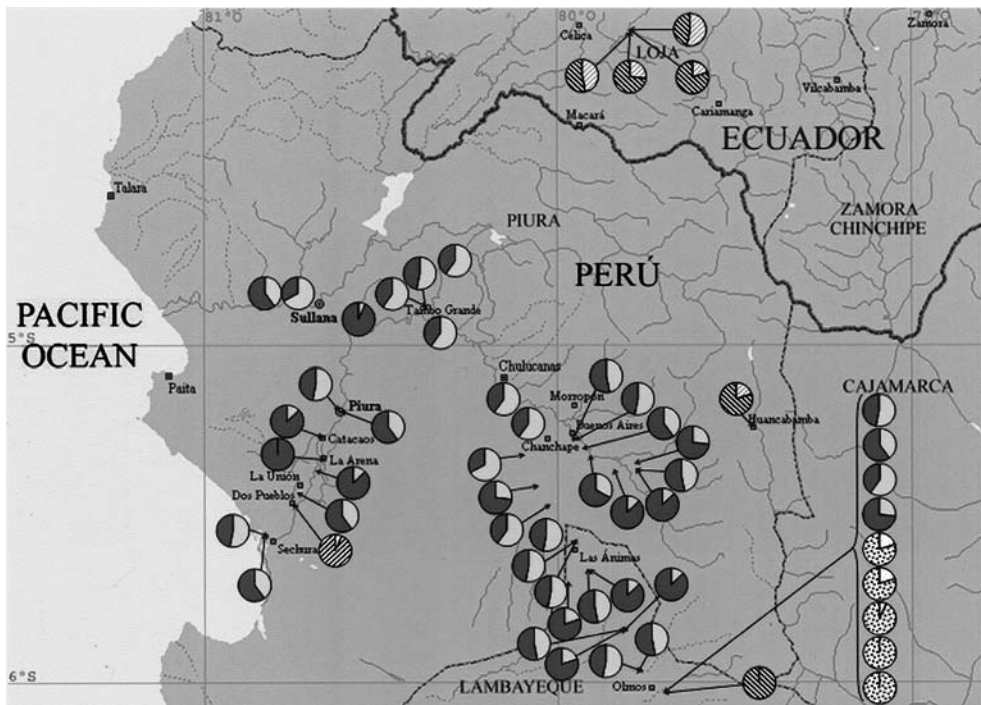 81°O
80°O
Zamora
Célica
LOJA
Vilcabamba
Cariamanga
Macará
ECUADOR
Talara
PIURA
ZAMORA
CHINCHIPE
PERÚ
PACIFIC
OCEAN
Sullana
Tambo Grande
5°S
Paita
Chulucanas
CAJAMARCA
Morropón
Piura
Huancabamba
Buenos Aires
Catacaos
Chanchape
La Arena
La Unión
Dos Pueblos
Sechura
Las Ánimas
6°S
LAMBAYEQUE
Olmos